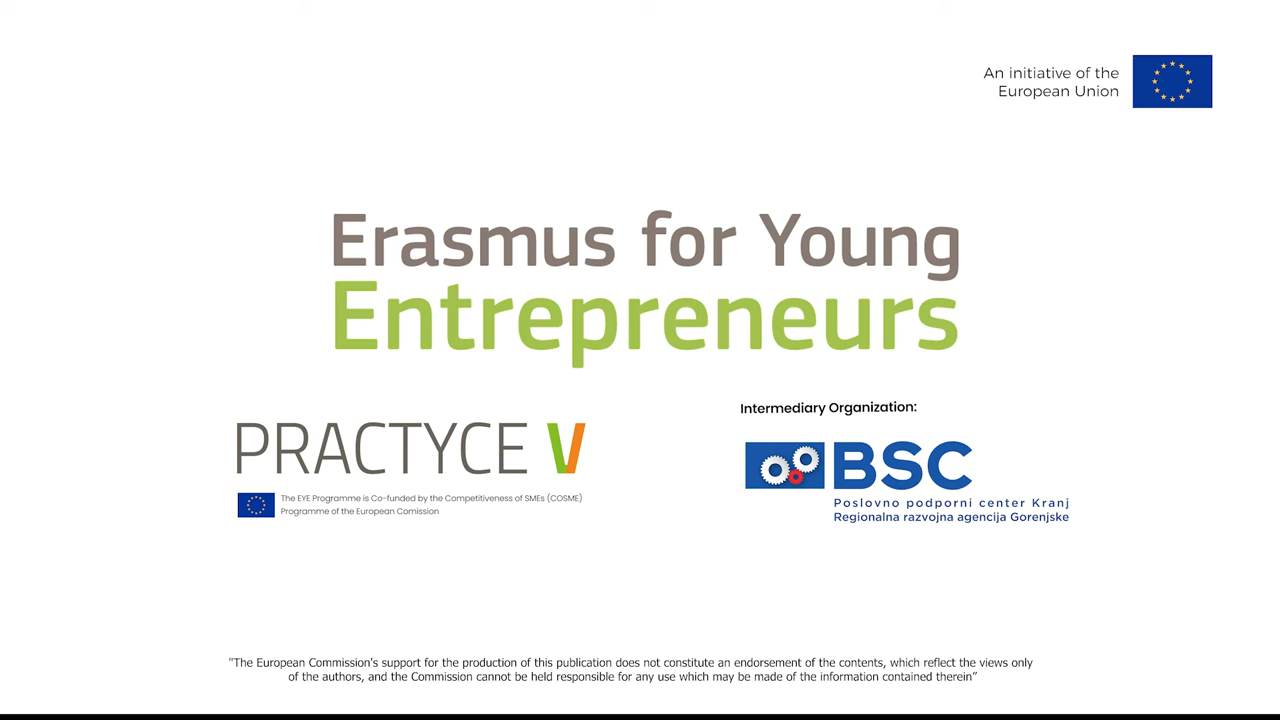 An initiative of the
European Union
Erasmus for Young
Entrepreneurs
PRACTYCE V
The EYE Programme is Co-funded by the Competitiveness of SMEs (COSME)
Programme of the European Comission
Intermediary Organization:
BSC
Poslovno podporni center Kranj
Regionalna razvojna agencija Gorenjske
"The European Commission's support for the production of this publication does not constitute an endorsement of the contents, which reflect the views only
of the authors, and the Commission cannot be held responsible for any use which may be made of the information contained therein”